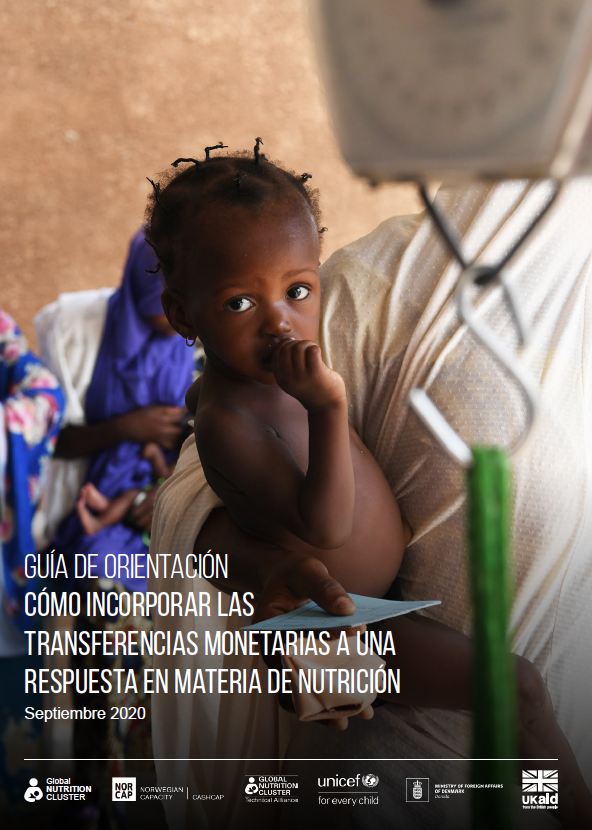 GUÍA DE ORIENTACIÓN
CÓMO INCORPORAR LAS
TRANSFERENCIAS MONETARIAS A UNA
RESPUESTA EN MATERIA DE NUTRICIÓN
Septiembre 2020
Global
NUTRITION
CLUSTER
NOR
CAP
NORWEGIAN
CAPACITY | CASHCAP
GLOBAL
NUTRITION
CLUSTER
Technical Alliance
unicef
for every child
MINISTRY OF FOREIGN AFFAIRS
OF DENMARK
Danida
UKaid
from the British people